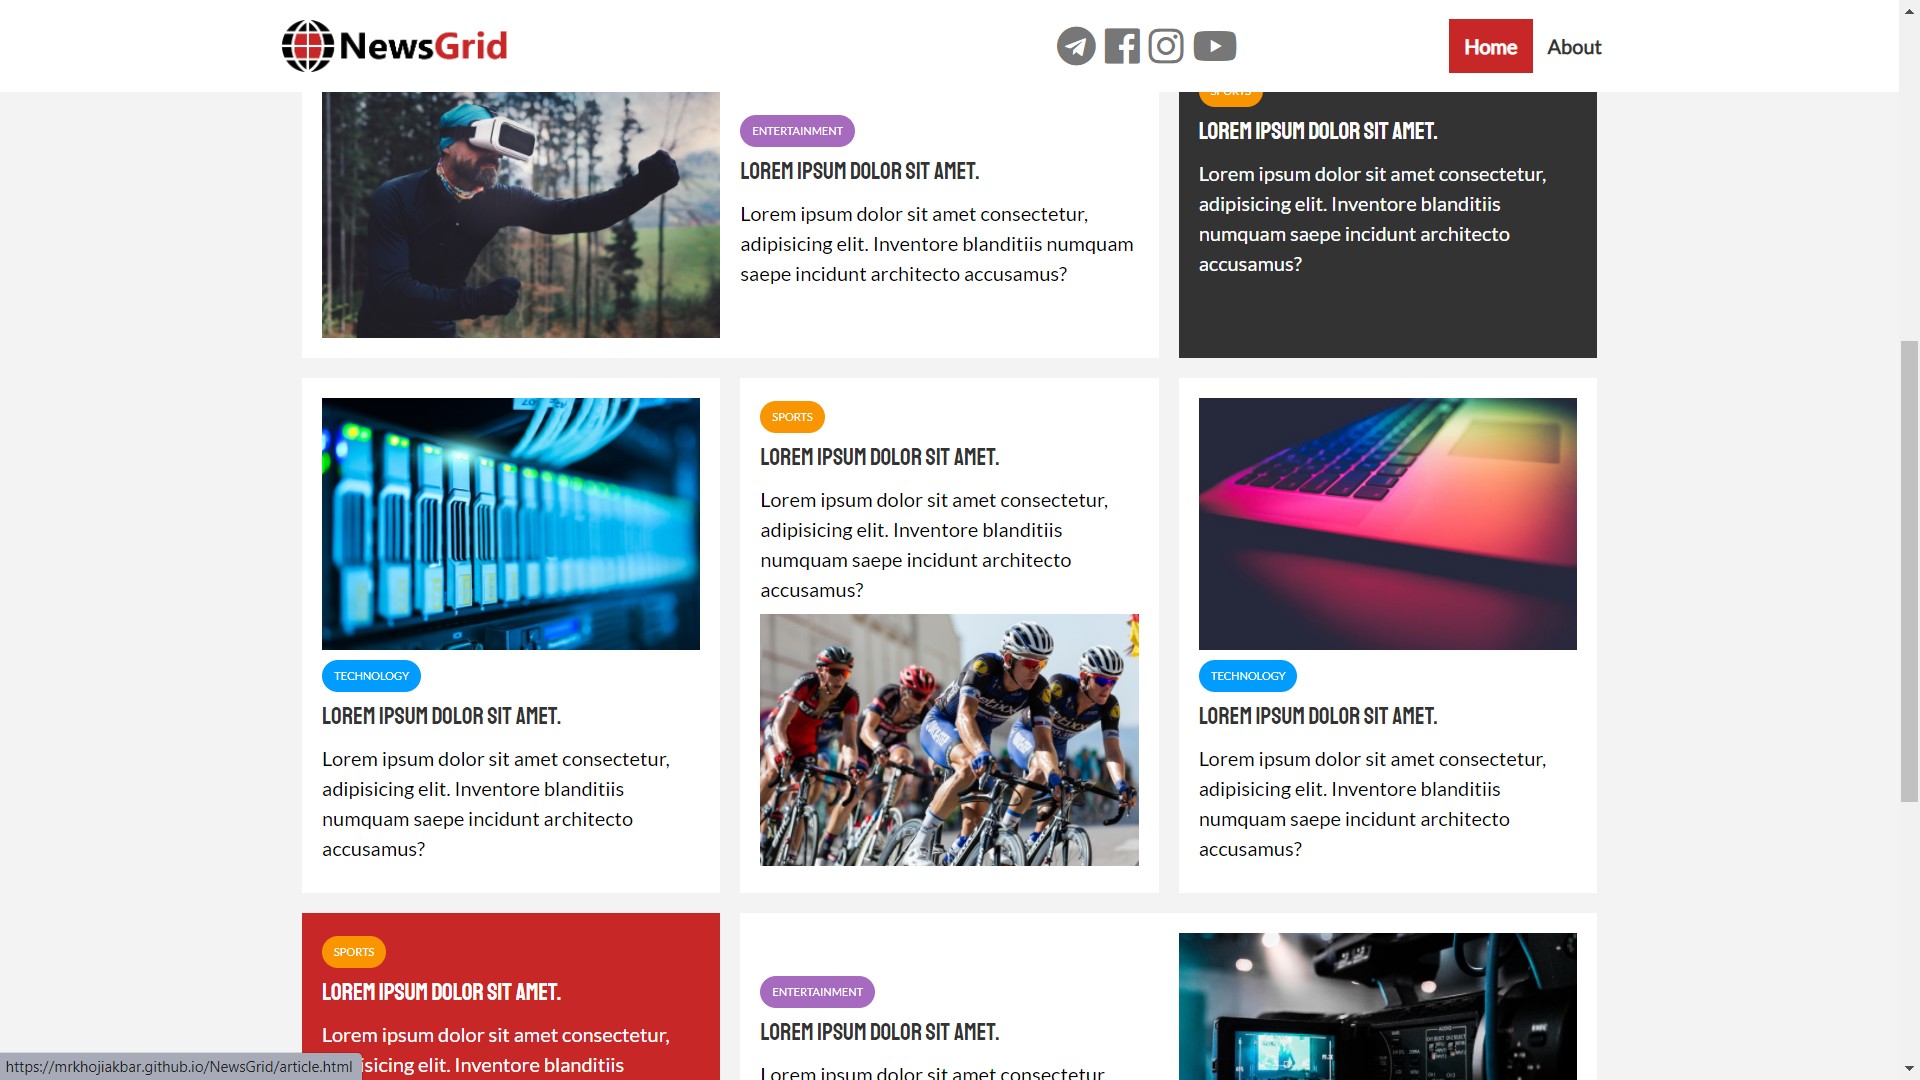 NewsGrid
Home
About
ENTERTAINMENT
LOREM IPSUM DOLOR SIT AMET.
Lorem ipsum dolor sit amet consectetur,
adipisicing elit. Inventore blanditiis numquam
saepe incidunt architecto accusamus?
SPORTS
LOREM IPSUM DOLOR SIT AMET.
Lorem ipsum dolor sit amet consectetur,
adipisicing elit. Inventore blanditiis
numquam saepe incidunt architecto
accusamus?
TECHNOLOGY
LOREM IPSUM DOLOR SIT AMET.
Lorem ipsum dolor sit amet consectetur,
adipisicing elit. Inventore blanditiis
numquam saepe incidunt architecto
accusamus?
SPORTS
LOREM IPSUM DOLOR SIT AMET.
Lorem ipsum dolor sit amet consectetur,
adipisicing elit. Inventore blanditiis
numquam saepe incidunt architecto
accusamus?
TECHNOLOGY
LOREM IPSUM DOLOR SIT AMET.
Lorem ipsum dolor sit amet consectetur,
adipisicing elit. Inventore blanditiis
numquam saepe incidunt architecto
accusamus?
SPORTS
LOREM IPSUM DOLOR SIT AMET.
Lorem ipsum dolor sit amet consectetur,
sicing elit. Inventore blanditiis
ENTERTAINMENT
LOREM IPSUM DOLOR SIT AMET.
Lorem ipsum dolor sit amet consectetur
https://mrkhojiakbar.github.io/NewsGrid/article.html